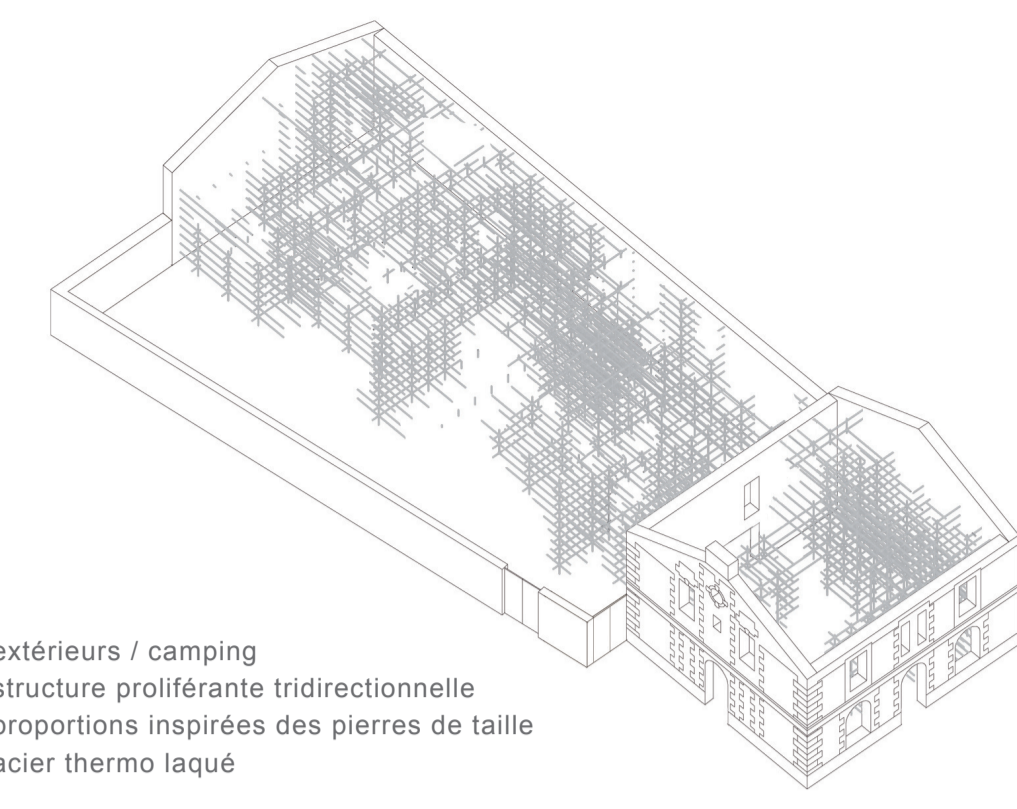 extérieurs / camping
structure proliférante tridirectionnelle
proportions inspirées des pierres de taille
acier thermo laqué